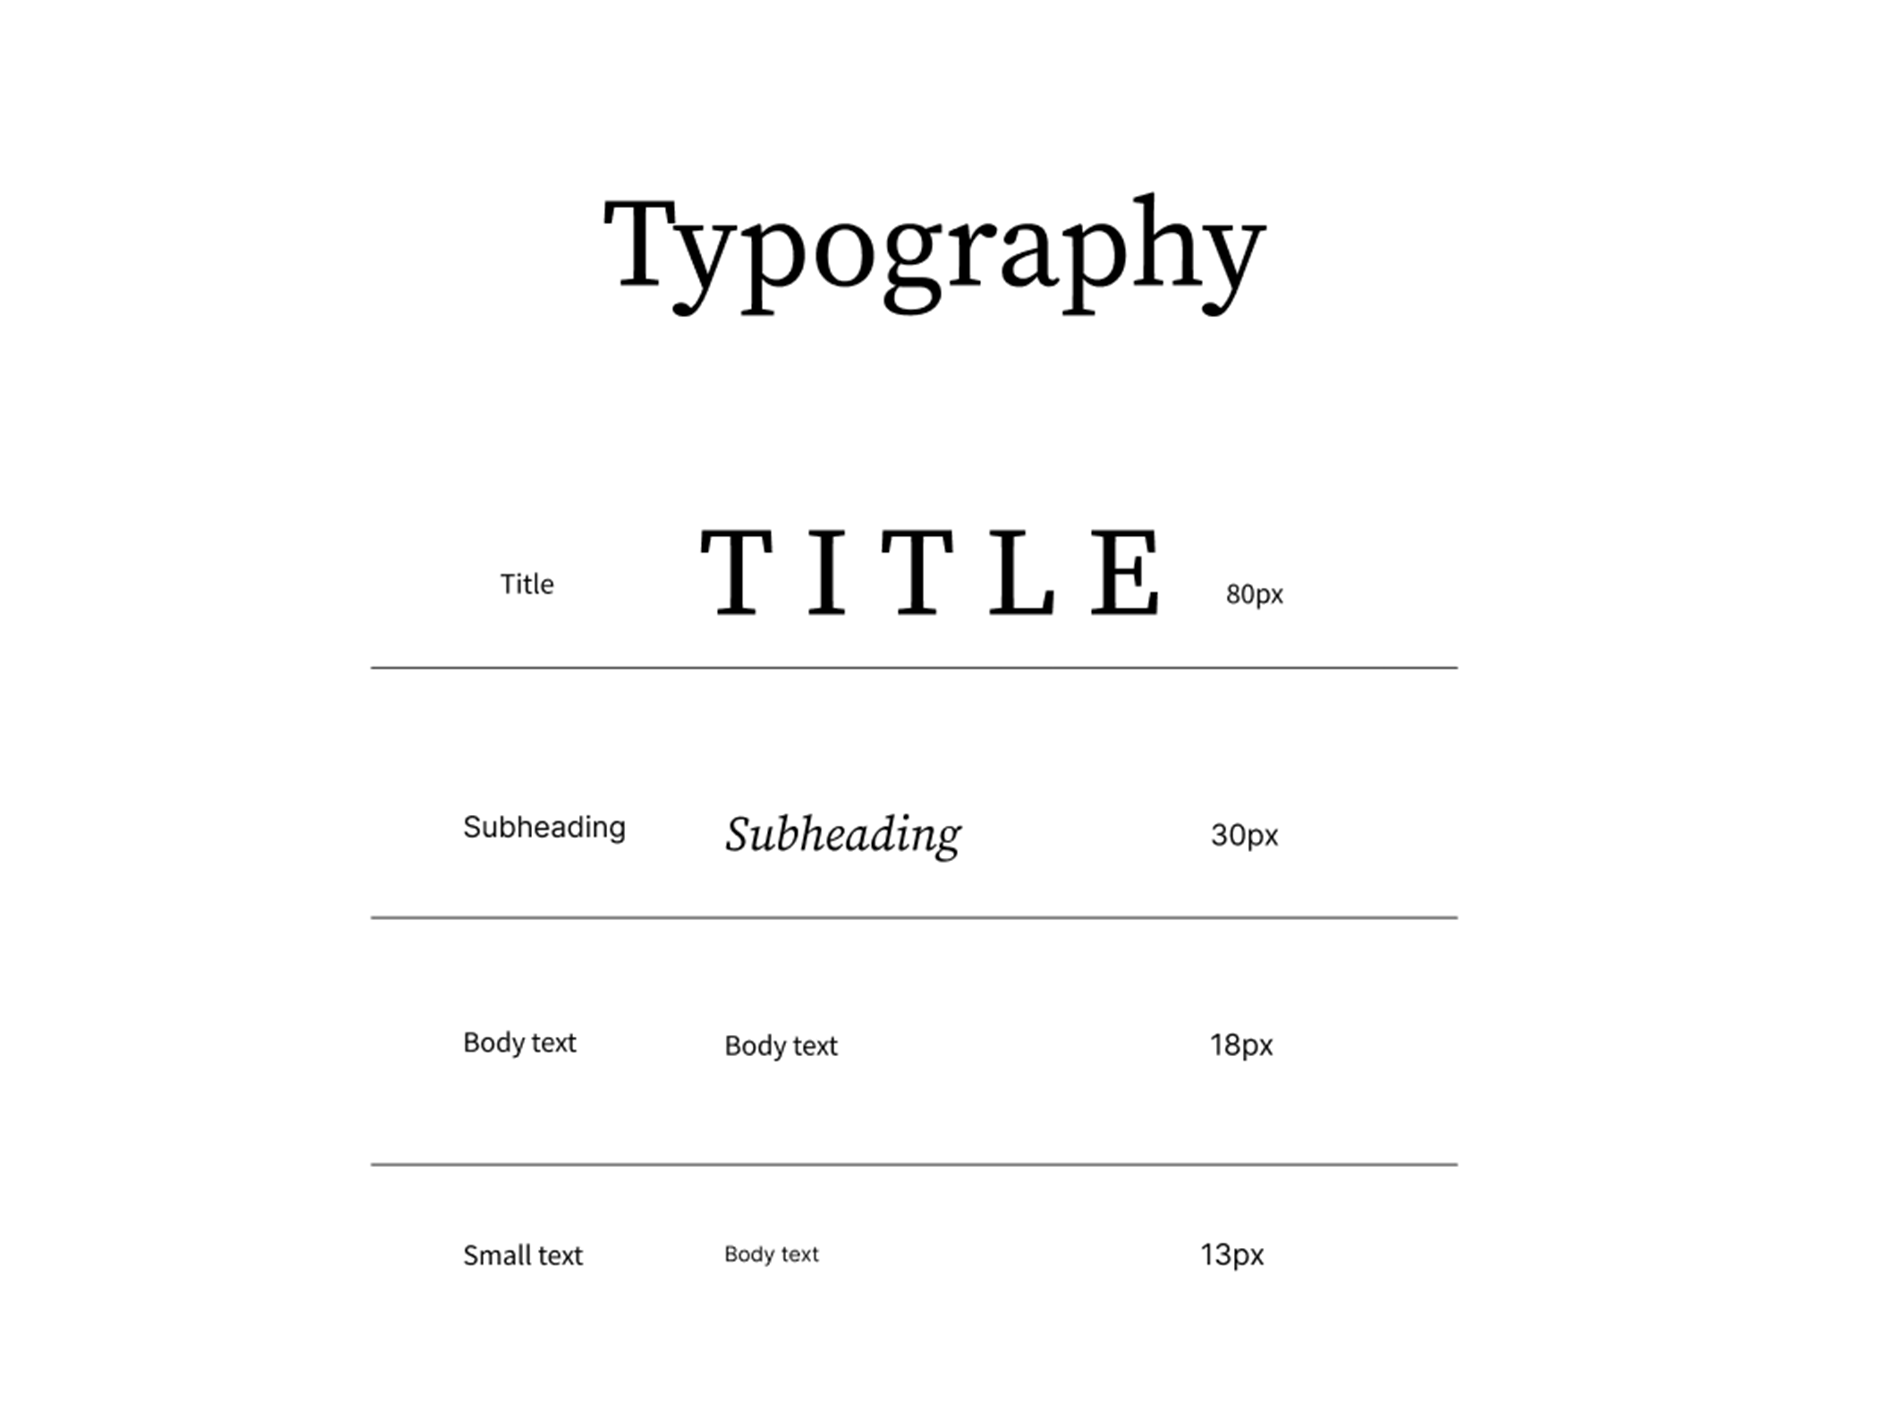 Typography
Title TITLE 80px
Subheading Subheading 30px
Body text Body text 18px
Small text Body text 13px